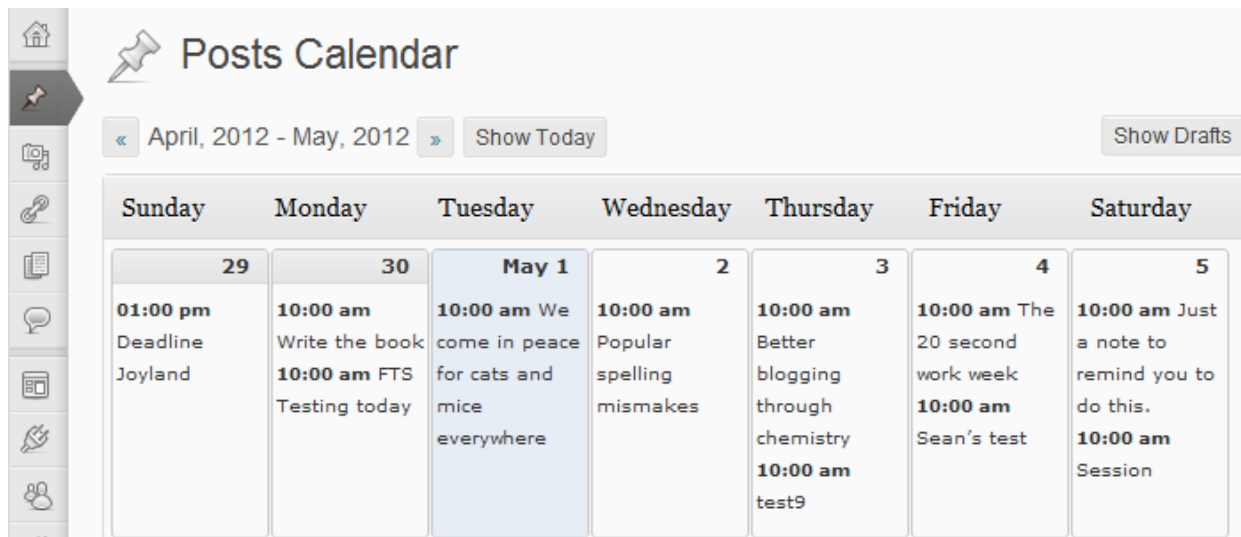 Posts Calendar
« April, 2012 - May, 2012 » Show Today Show Drafts
Sunday Monday Tuesday Wednesday Thursday Friday Saturday
29
01:00 pm
Deadline
Joyland
30
10:00 am
Write the book
10:00 am FTS
Testing today
May 1
10:00 am We
come in peace
for cats and
mice
everywhere
2
10:00 am
Popular
spelling
mismakes
3
10:00 am
Better
blogging
through
chemistry
10:00 am
test9
4
10:00 am The
20 second
work week
10:00 am
Sean's test
5
10:00 am Just
a note to
remind you to
do this.
10:00 am
Session